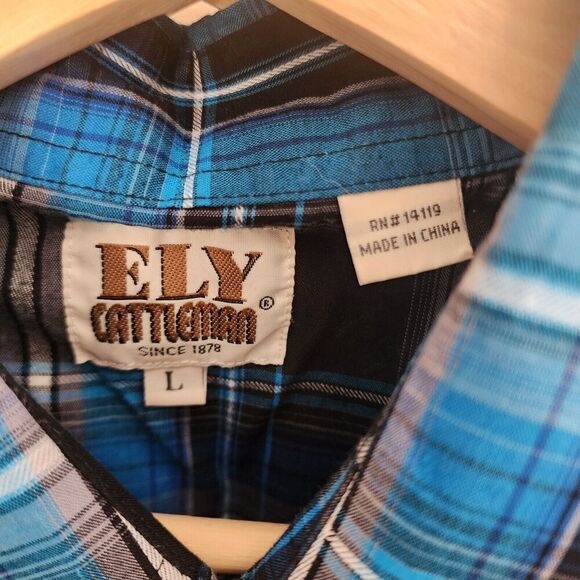 ELY
CATTLEMAN®
SINCE 1878
L
RN# 14119
MADE IN CHINA